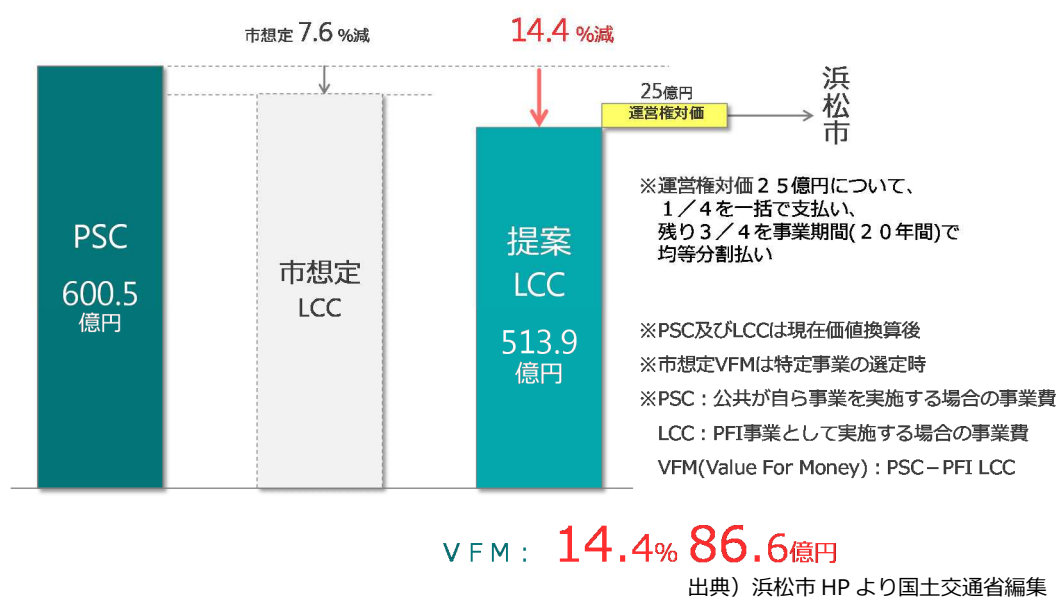 市想定 7.6 %減
14.4 %減
25億円
運営権対価
浜松市
PSC
600.5
億円
市想定
LCC
提案
LCC
513.9
億円
※運営権対価２５億円について、
１／４を一括で支払い、
残り３／４を事業期間(２０年間)で
均等分割払い
※PSC及びLCCは現在価値換算後
※市想定VFMは特定事業の選定時
※PSC：公共が自ら事業を実施する場合の事業費
LCC：PFI事業として実施する場合の事業費
VFM(Value For Money)：PSC－PFI LCC
ＶＦＭ： 14.4% 86.6億円
出典）浜松市 HP より国土交通省編集